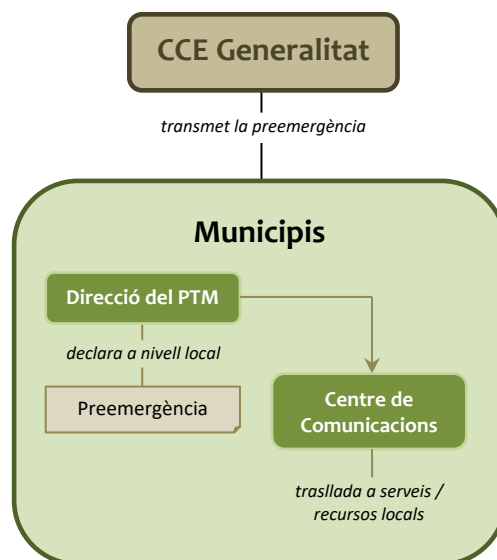 CCE Generalitat
transmet la preemergència
Municipis
Direcció del PTM
declara a nivell local
Preemergència
Centre de
Comunicacions
trasllada a serveis /
recursos locals